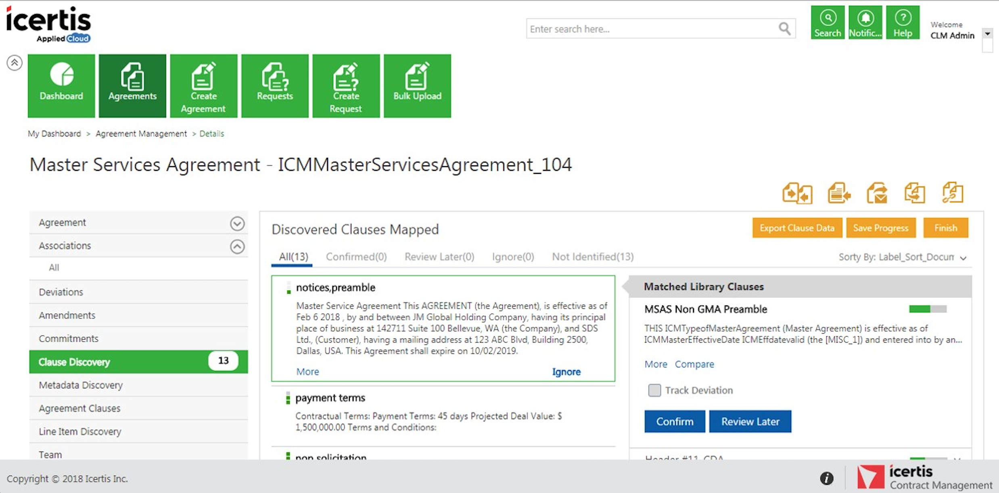 icertis
Applied Cloud
Enter search here...
Search
Notific...
Help
Welcome
CLM Admin
Dashboard
Agreements
Create
Agreement
Requests
Create
Request
Bulk Upload
My Dashboard > Agreement Management > Details
Master Services Agreement - ICMMasterServicesAgreement_104
Agreement
Associations
All
Deviations
Amendments
Commitments
Clause Discovery 13
Metadata Discovery
Agreement Clauses
Line Item Discovery
Team
Discovered Clauses Mapped
Export Clause Data
Save Progress
Finish
All(13) Confirmed(0) Review Later(0) Ignore(0) Not Identified(13)
Sorty By: Label_Sort_Docum
notices,preamble
Master Service Agreement This AGREEMENT (the Agreement), is effective as of
Feb 6 2018 , by and between JM Global Holding Company, having its principal
place of business at 142711 Suite 100 Bellevue, WA (the Company), and SDS
Ltd., (Customer), having a mailing address at 123 ABC Blvd, Building 2500,
Dallas, USA. This Agreement shall expire on 10/02/2019.
More Ignore
payment terms
Contractual Terms: Payment Terms: 45 days Projected Deal Value: $
1,500,000.00 Terms and Conditions:
non solicitation
Matched Library Clauses
MSAS Non GMA Preamble
THIS ICMTypeofMasterAgreement (Master Agreement) is effective as of
ICMMasterEffectiveDate ICMEffdatevalid (the [MISC_1]) and entered into by an...
More Compare
Track Deviation
Confirm
Review Later
Header #11 CDA
Copyright © 2018 Icertis Inc.
icertis
Contract Management